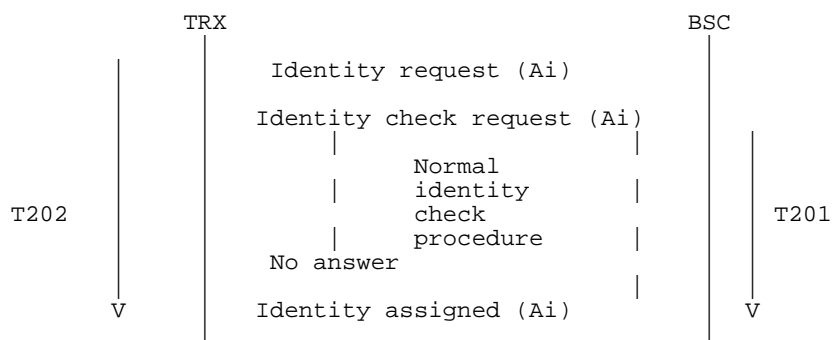 TRX BSC
Identity request (Ai)
Identity check request (Ai)
Normal
identity
T202 check T201
procedure
No answer
V Identity assigned (Ai) V